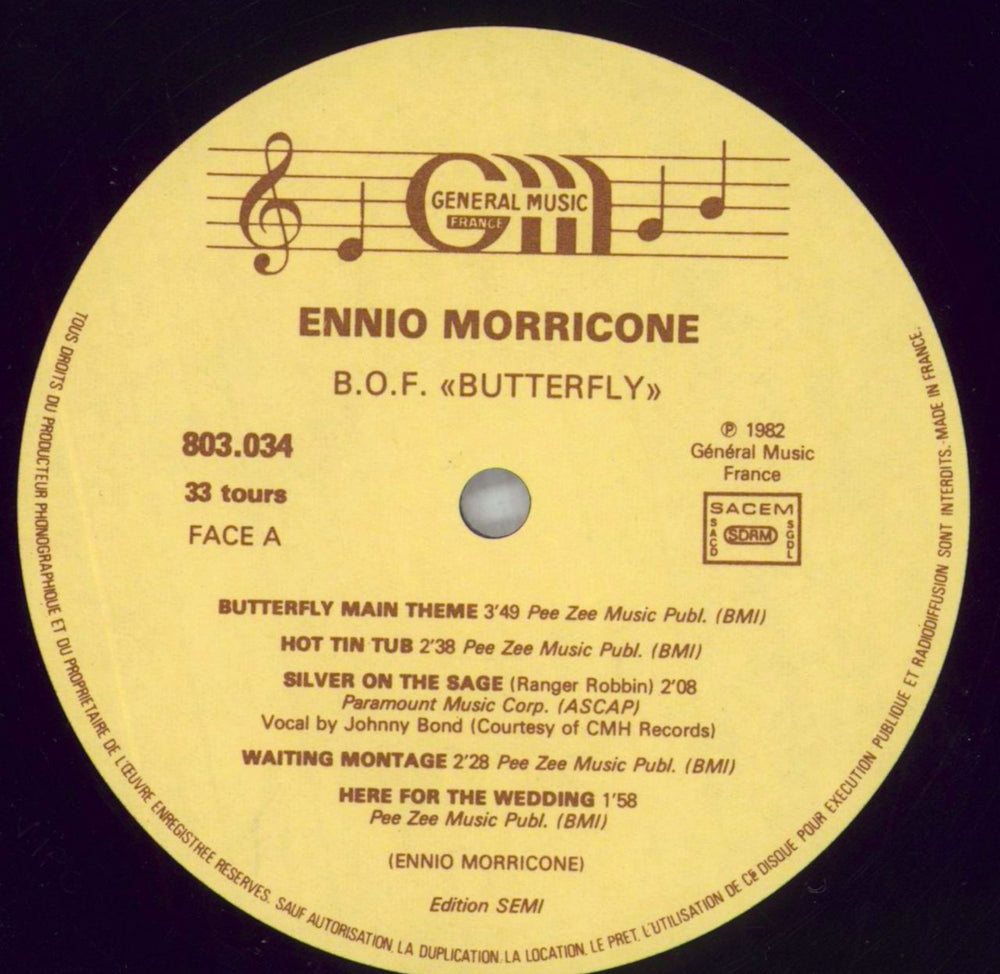 GENERAL MUSIC
FRANCE
ENNIO MORRICONE
B.O.F. «BUTTERFLY»
803.034
33 tours
FACE A
℗ 1982
Général Music
France
SACEM
SACD
SDRM
SGDL
BUTTERFLY MAIN THEME 3'49 Pee Zee Music Publ. (BMI)
HOT TIN TUB 2'38 Pee Zee Music Publ. (BMI)
SILVER ON THE SAGE (Ranger Robbin) 2'08
Paramount Music Corp. (ASCAP)
Vocal by Johnny Bond (Courtesy of CMH Records)
WAITING MONTAGE 2'28 Pee Zee Music Publ. (BMI)
HERE FOR THE WEDDING 1'58
Pee Zee Music Publ. (BMI)
(ENNIO MORRICONE)
Edition SEMI
TOUS DROITS DU PRODUCTEUR PHONOGRAPHIQUE ET DU PROPRIETAIRE DE L'ŒUVRE ENREGISTREE RESERVES. SAUF AUTORISATION, LA DUPLICATION, LA LOCATION, LE PRET, L'UTILISATION DE CE DISQUE POUR EXECUTION PUBLIQUE ET RADIODIFFUSION SONT INTERDITS. MADE IN FRANCE.